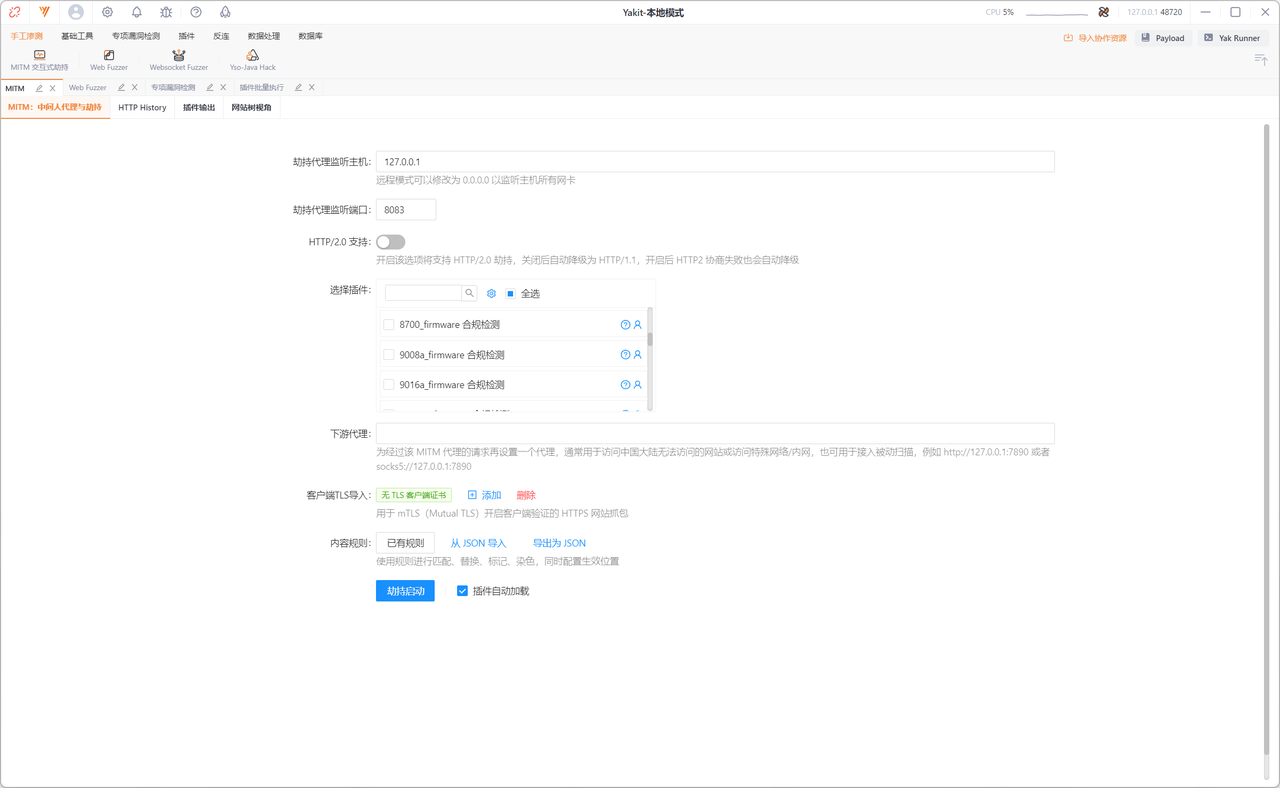 Yakit-本地模式
CPU 5%
127.0.0.1 48720
手工渗测 基础工具 专项漏洞检测 插件 反连 数据处理 数据库
导入协作资源 Payload Yak Runner
MITM 交互式劫持 Web Fuzzer Websocket Fuzzer Yso-Java Hack
MITM Web Fuzzer 专项漏洞检测 插件批量执行
MITM：中间人代理与劫持 HTTP History 插件输出 网站树视角
劫持代理监听主机: 127.0.0.1
远程模式可以修改为 0.0.0.0 以监听主机所有网卡
劫持代理监听端口: 8083
HTTP/2.0 支持:
开启该选项将支持 HTTP/2.0 劫持，关闭后自动降级为 HTTP/1.1，开启后 HTTP2 协商失败也会自动降级
选择插件: 全选
8700_firmware 合规检测
9008a_firmware 合规检测
9016a_firmware 合规检测
下游代理:
为经过该 MITM 代理的请求再设置一个代理，通常用于访问中国大陆无法访问的网站或访问特殊网络/内网，也可用于接入被动扫描，例如 http://127.0.0.1:7890 或者
socks5://127.0.0.1:7890
客户端TLS导入: 无 TLS 客户端证书 添加 删除
用于 mTLS（Mutual TLS）开启客户端验证的 HTTPS 网站抓包
内容规则: 已有规则 从 JSON 导入 导出为 JSON
使用规则进行匹配、替换、标记、染色，同时配置生效位置
劫持启动 插件自动加载